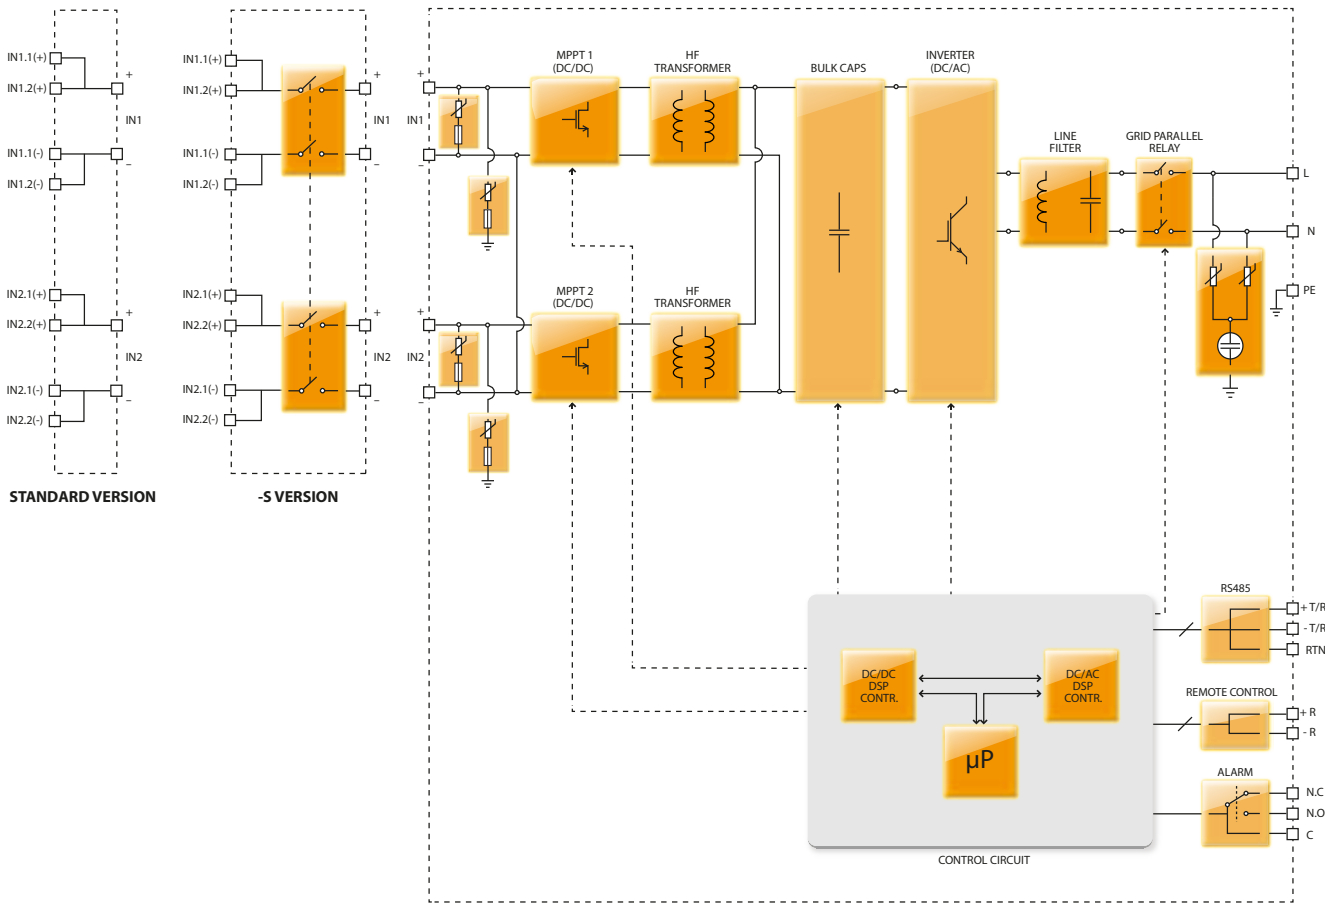 IN1.1(+)
IN1.2(+)
+
IN1
IN1.1(-)
IN1.2(-)
–
IN2.1(+)
IN2.2(+)
+
IN2
IN2.1(-)
IN2.2(-)
–
STANDARD VERSION
IN1.1(+)
IN1.2(+)
+
IN1
IN1.1(-)
IN1.2(-)
–
IN2.1(+)
IN2.2(+)
+
IN2
IN2.1(-)
IN2.2(-)
–
-S VERSION
+
IN1
–
+
IN2
–
MPPT 1
(DC/DC)
HF
TRANSFORMER
BULK CAPS
INVERTER
(DC/AC)
LINE
FILTER
GRID PARALLEL
RELAY
L
N
PE
MPPT 2
(DC/DC)
HF
TRANSFORMER
DC/DC
DSP
CONTR.
DC/AC
DSP
CONTR.
µP
CONTROL CIRCUIT
RS485
+ T/R
- T/R
RTN
REMOTE CONTROL
+ R
- R
ALARM
N.C
N.O
C